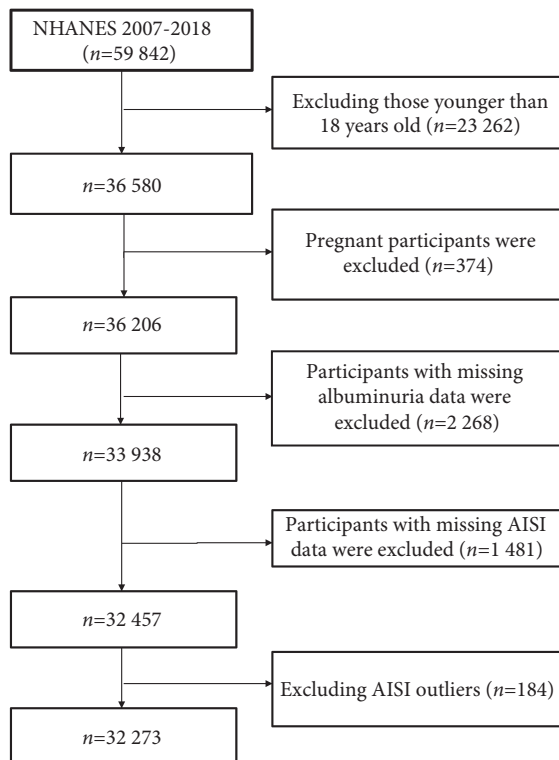 NHANES 2007-2018
(n=59 842)
Excluding those younger than
18 years old (n=23 262)
n=36 580
Pregnant participants were
excluded (n=374)
n=36 206
Participants with missing
albuminuria data were
excluded (n=2 268)
n=33 938
Participants with missing AISI
data were excluded (n=1 481)
n=32 457
Excluding AISI outliers (n=184)
n=32 273